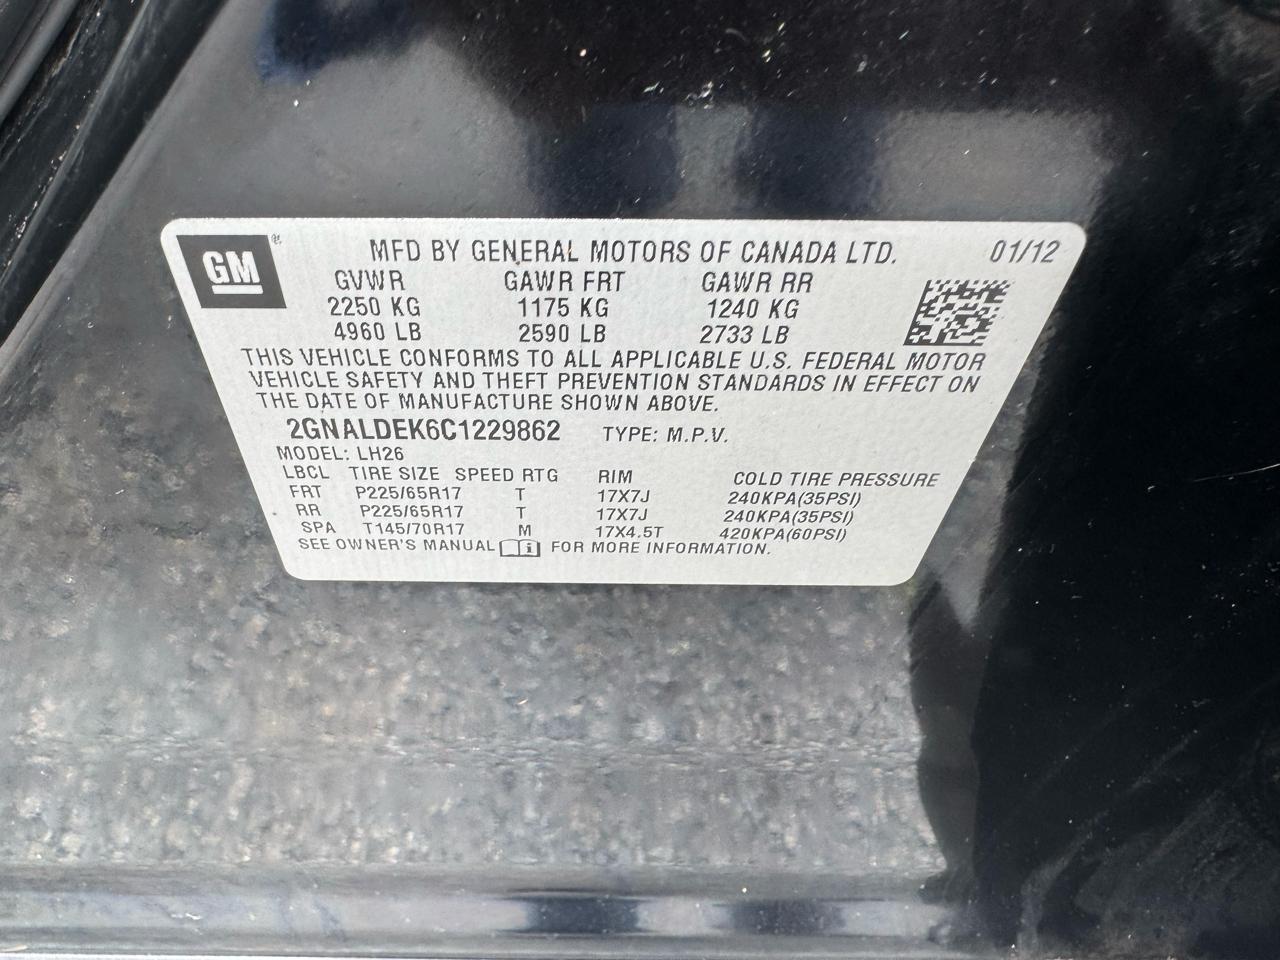 GM ® MFD BY GENERAL MOTORS OF CANADA LTD. 01/12
GVWR GAWR FRT GAWR RR
2250 KG 1175 KG 1240 KG
4960 LB 2590 LB 2733 LB
THIS VEHICLE CONFORMS TO ALL APPLICABLE U.S. FEDERAL MOTOR
VEHICLE SAFETY AND THEFT PREVENTION STANDARDS IN EFFECT ON
THE DATE OF MANUFACTURE SHOWN ABOVE.
2GNALDEK6C1229862 TYPE: M.P.V.
MODEL: LH26
LBCL TIRE SIZE SPEED RTG RIM COLD TIRE PRESSURE
FRT P225/65R17 T 17X7J 240KPA(35PSI)
RR P225/65R17 T 17X7J 240KPA(35PSI)
SPA T145/70R17 M 17X4.5T 420KPA(60PSI)
SEE OWNER'S MANUAL i FOR MORE INFORMATION.